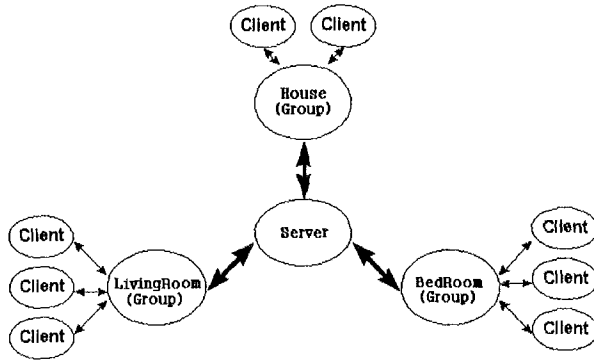 Client
Client
House
(Group)
Server
Client
Client
Client
LivingRoom
(Group)
BedRoom
(Group)
Client
Client
Client